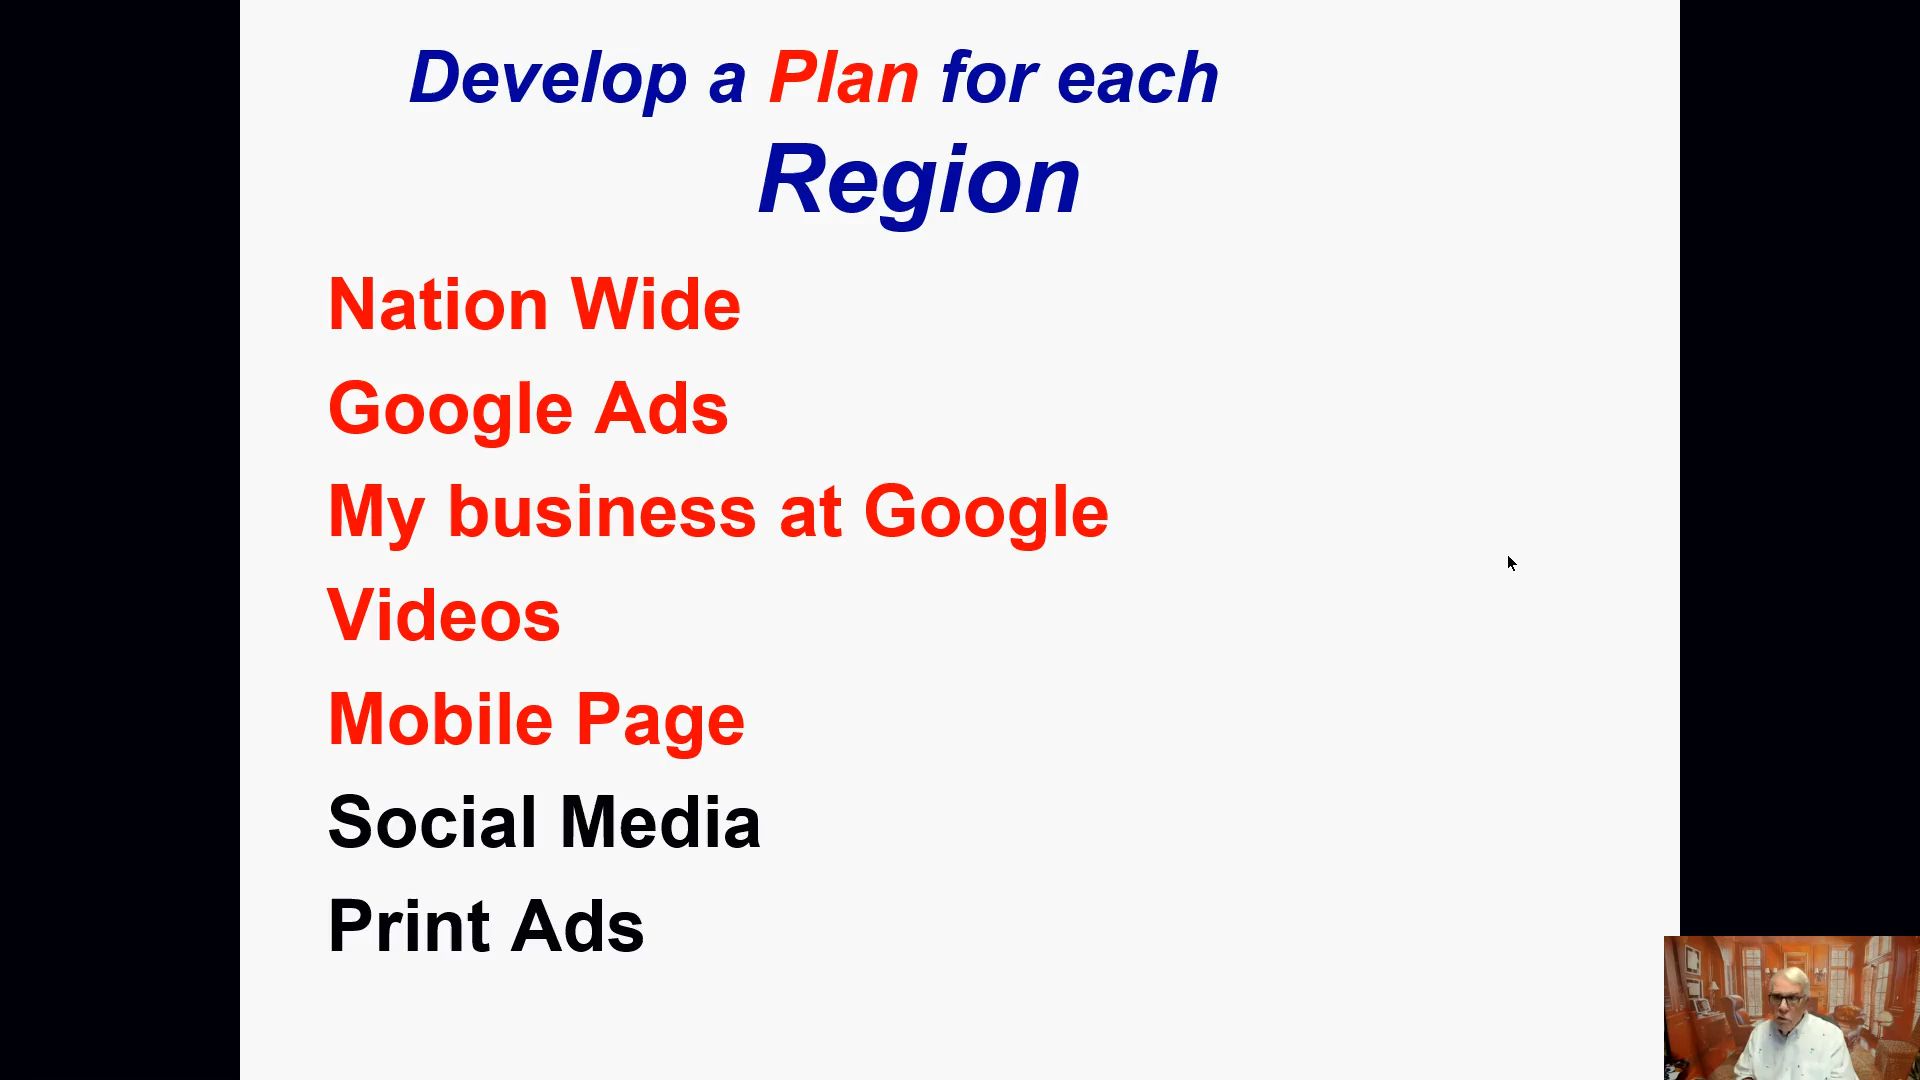 Develop a Plan for each
Region
Nation Wide
Google Ads
My business at Google
Videos
Mobile Page
Social Media
Print Ads